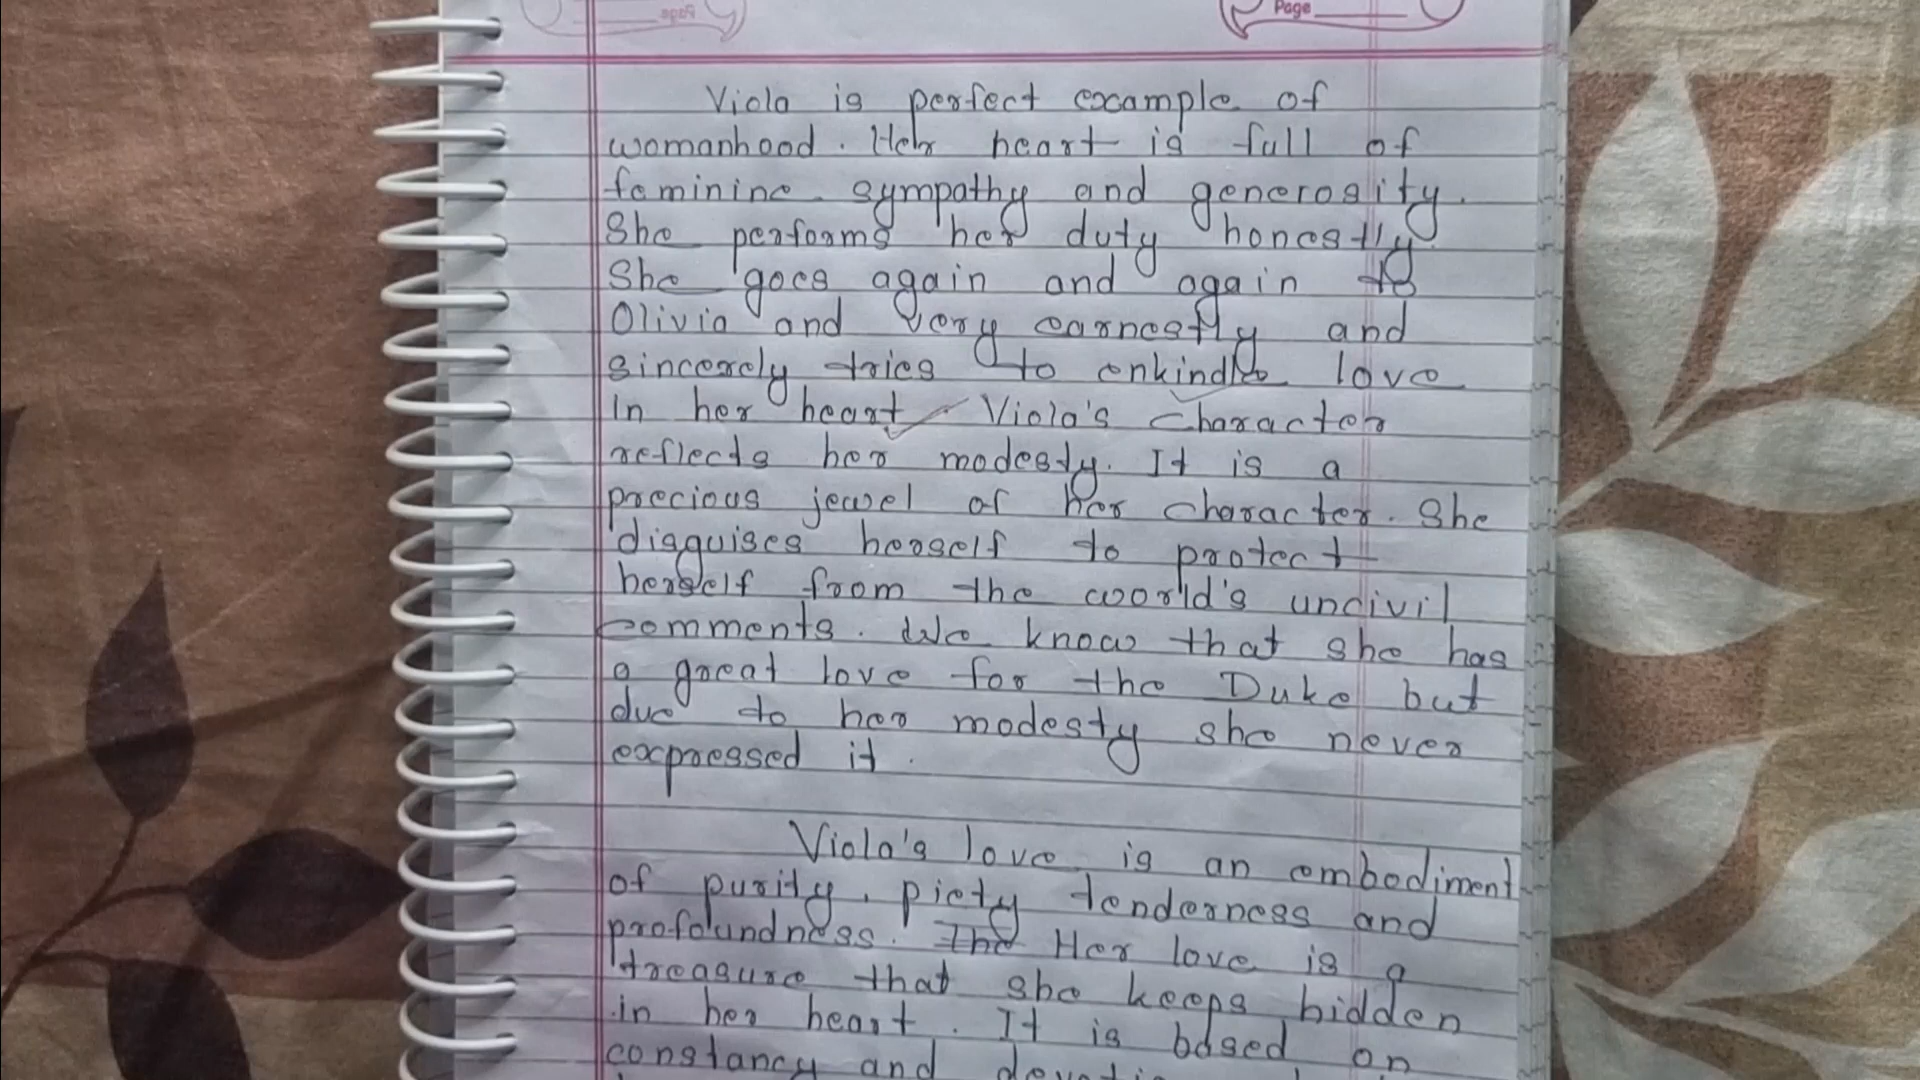 Page
Viola is perfect example of
womanhood. Her heart is full of
feminine sympathy and generosity.
She performs her duty honestly.
She goes again and again to
Olivia and very earnestly and
sincerely tries to enkindle love
in her heart. Viola's character
reflects her modesty. It is a
precious jewel of her character. She
disguises herself to protect
herself from the world's uncivil
comments. We know that she has
a great love for the Duke but
due to her modesty she never
expressed it.
Viola's love is an embodiment
of purity, piety tenderness and
profoundness. The Her love is a
treasure that she keeps hidden
in her heart. It is based on
constancy and